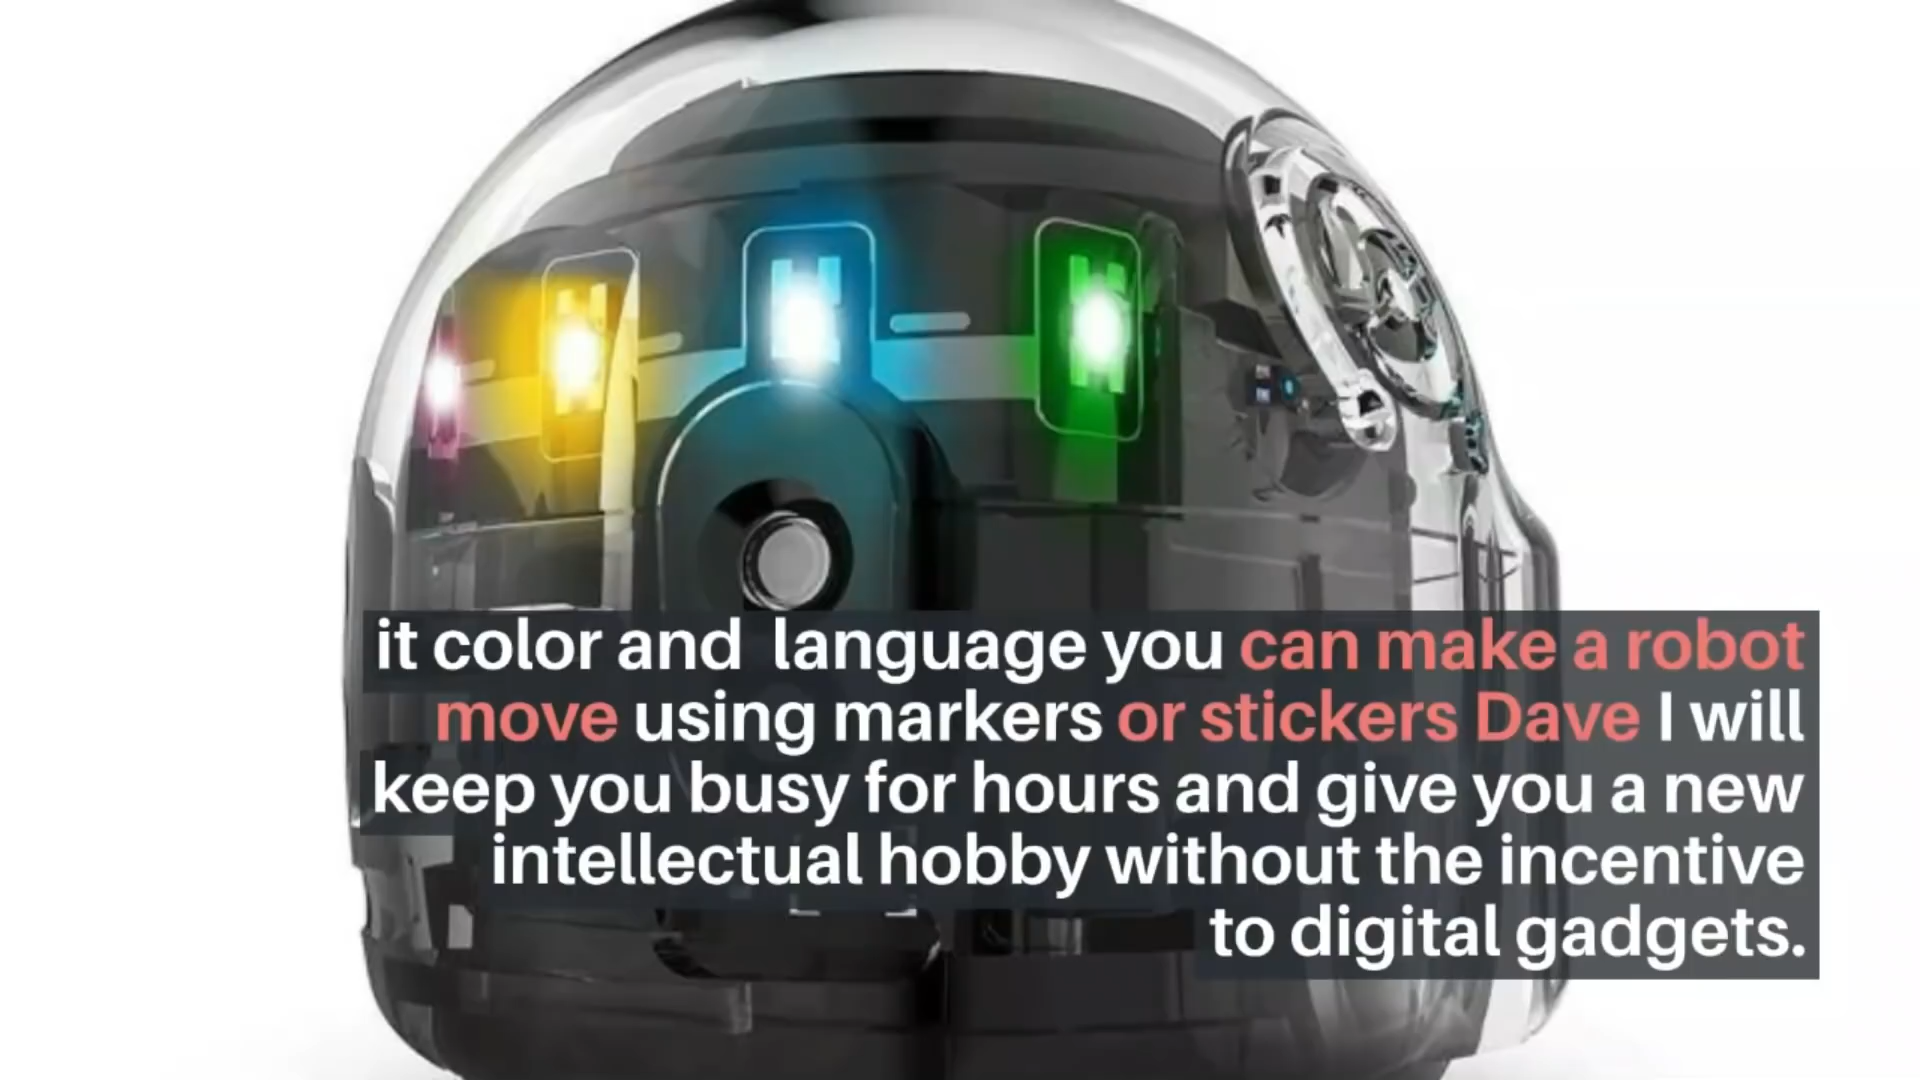 it color and  language you can make a robot
move using markers or stickers Dave I will
keep you busy for hours and give you a new
intellectual hobby without the incentive
to digital gadgets.